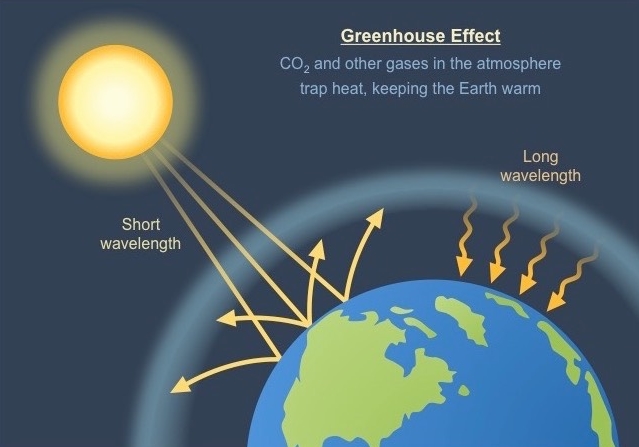 Greenhouse Effect
CO₂ and other gases in the atmosphere
trap heat, keeping the Earth warm
Long
wavelength
Short
wavelength